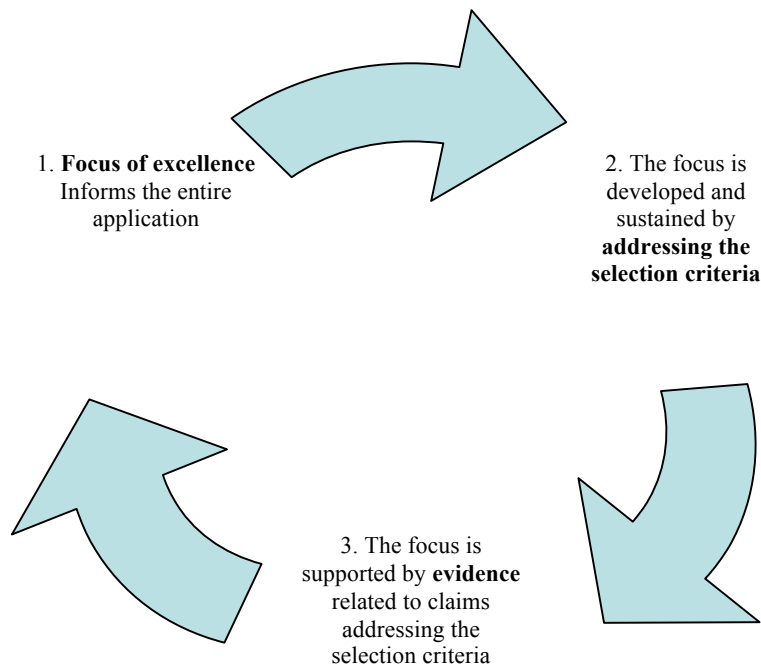 1. Focus of excellence
Informs the entire
application
2. The focus is
developed and
sustained by
addressing the
selection criteria
3. The focus is
supported by evidence
related to claims
addressing the
selection criteria